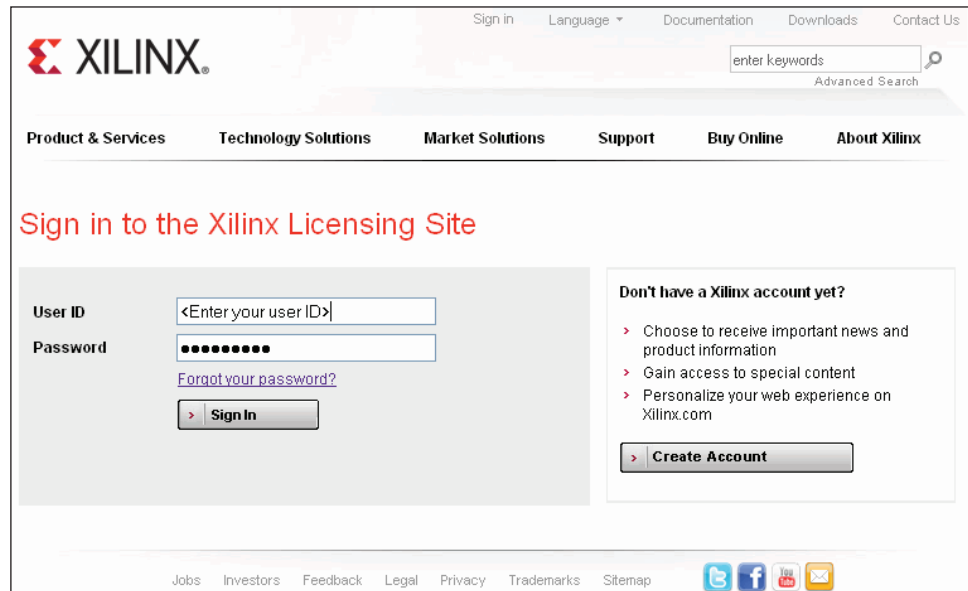 Sign in Language Documentation Downloads Contact Us
XILINX®
enter keywords
Advanced Search
Product & Services Technology Solutions Market Solutions Support Buy Online About Xilinx
Sign in to the Xilinx Licensing Site
User ID <Enter your user ID>
Password •••••••••
Forgot your password?
Sign In
Don't have a Xilinx account yet?
Choose to receive important news and
product information
Gain access to special content
Personalize your web experience on
Xilinx.com
Create Account
Jobs Investors Feedback Legal Privacy Trademarks Sitemap
You